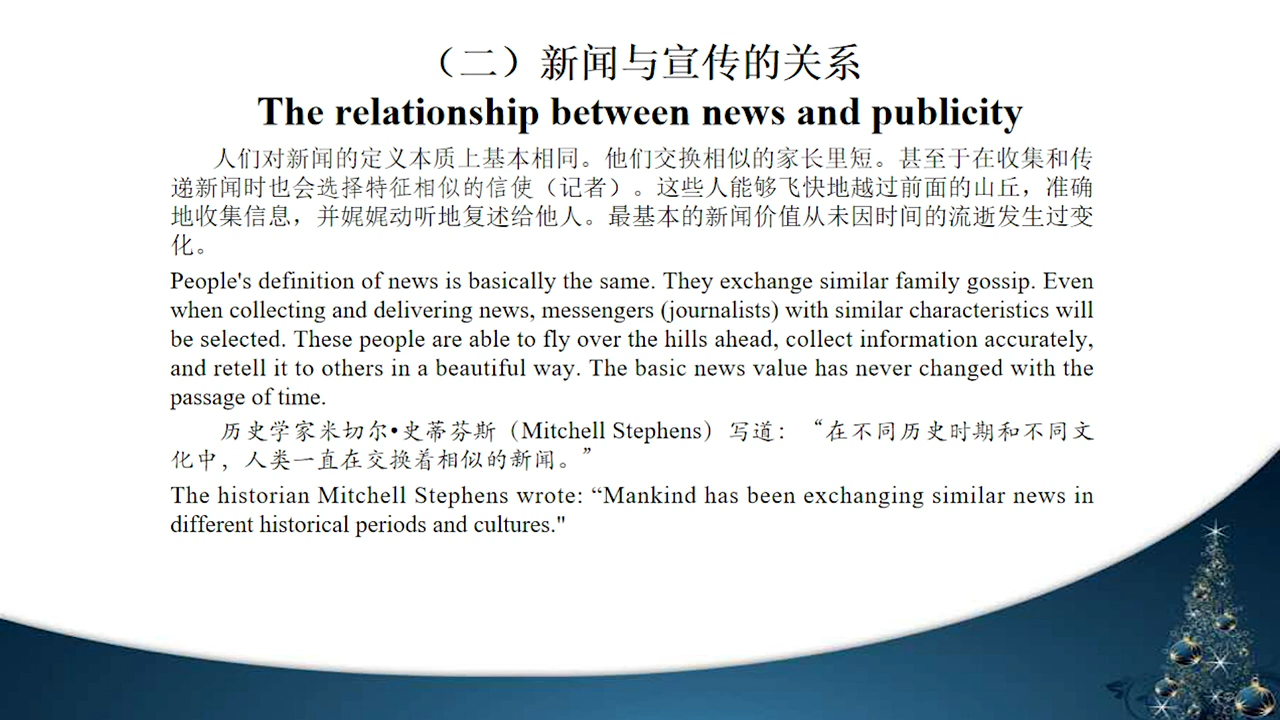 （二）新闻与宣传的关系
The relationship between news and publicity
人们对新闻的定义本质上基本相同。他们交换相似的家长里短。甚至于在收集和传
递新闻时也会选择特征相似的信使（记者）。这些人能够飞快地越过前面的山丘，准确
地收集信息，并娓娓动听地复述给他人。最基本的新闻价值从未因时间的流逝发生过变
化。
People's definition of news is basically the same. They exchange similar family gossip. Even
when collecting and delivering news, messengers (journalists) with similar characteristics will
be selected. These people are able to fly over the hills ahead, collect information accurately,
and retell it to others in a beautiful way. The basic news value has never changed with the
passage of time.
历史学家米切尔•史蒂芬斯（Mitchell Stephens）写道：“在不同历史时期和不同文
化中，人类一直在交换着相似的新闻。”
The historian Mitchell Stephens wrote: “Mankind has been exchanging similar news in
different historical periods and cultures."